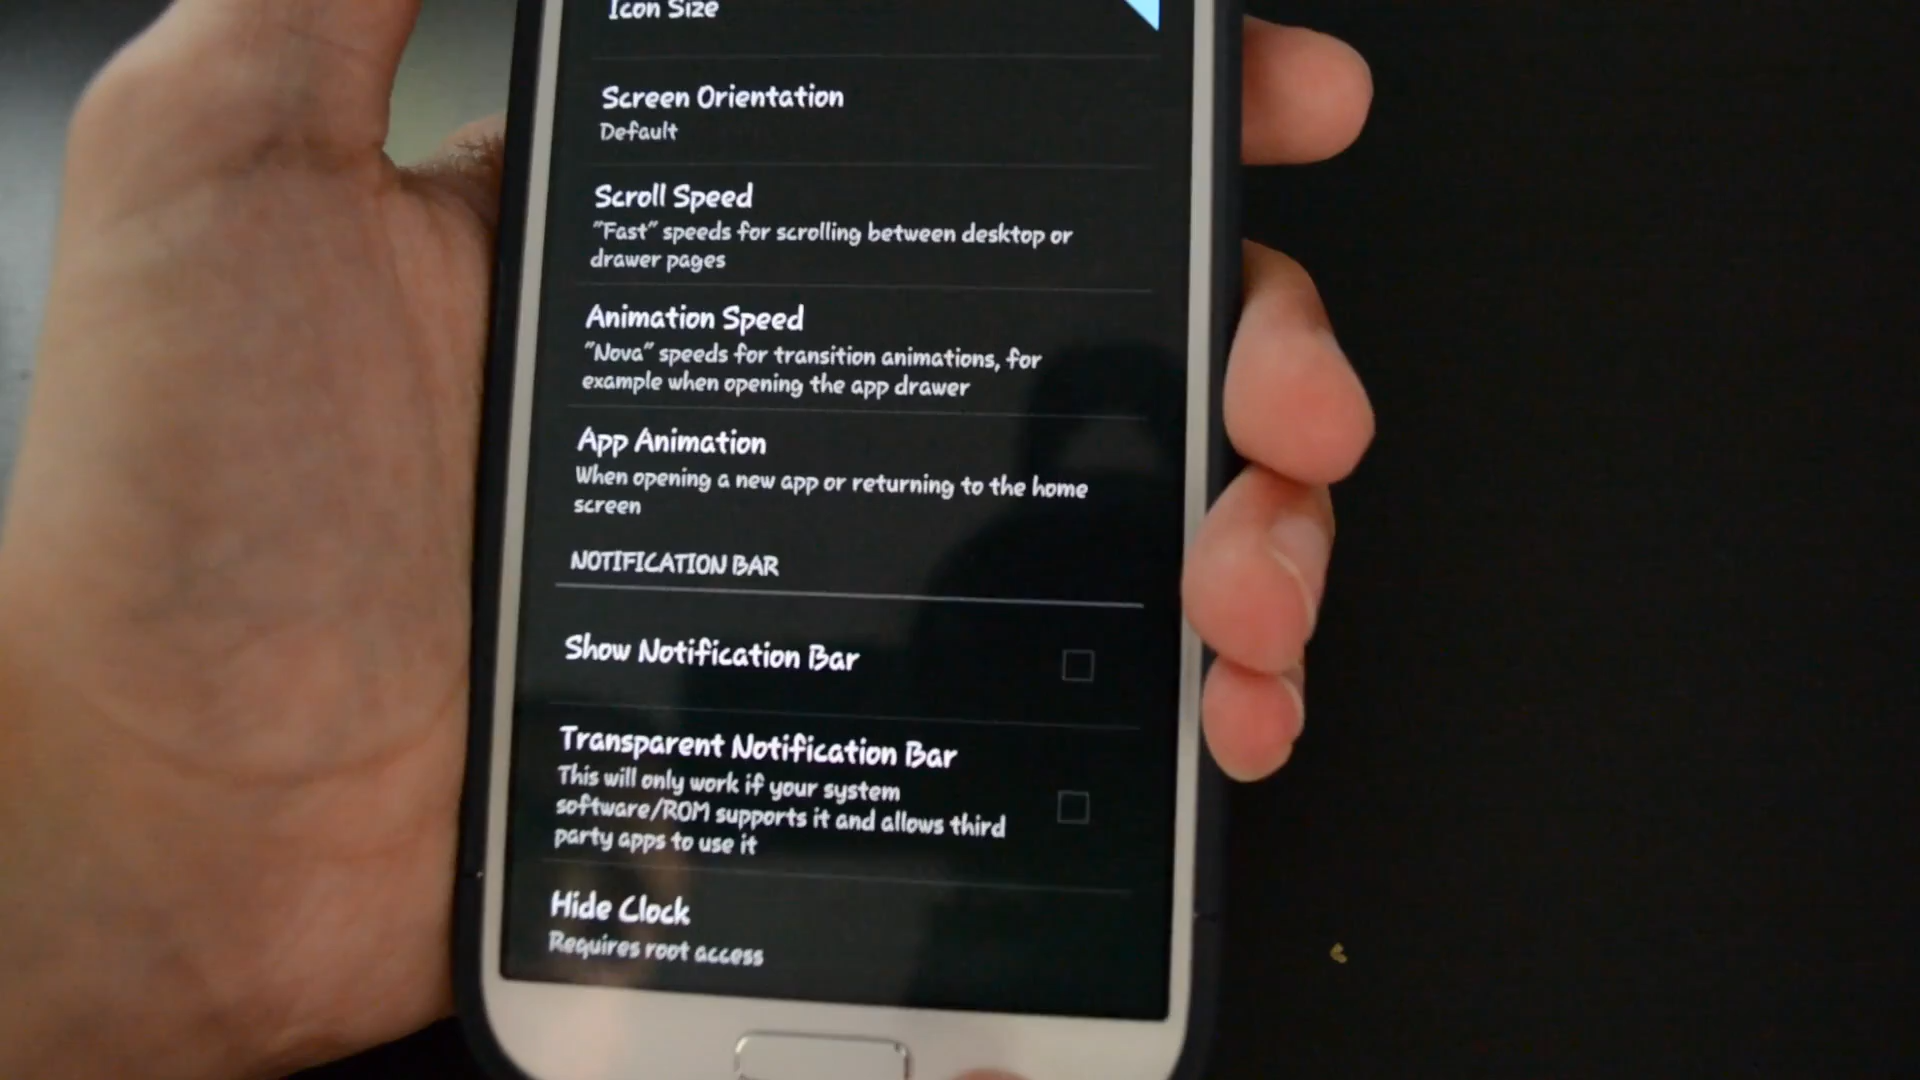 Icon Size
Screen Orientation
Default
Scroll Speed
"Fast" speeds for scrolling between desktop or
drawer pages
Animation Speed
"Nova" speeds for transition animations, for
example when opening the app drawer
App Animation
When opening a new app or returning to the home
screen
NOTIFICATION BAR
Show Notification Bar
Transparent Notification Bar
This will only work if your system
software/ROM supports it and allows third
party apps to use it
Hide Clock
Requires root access